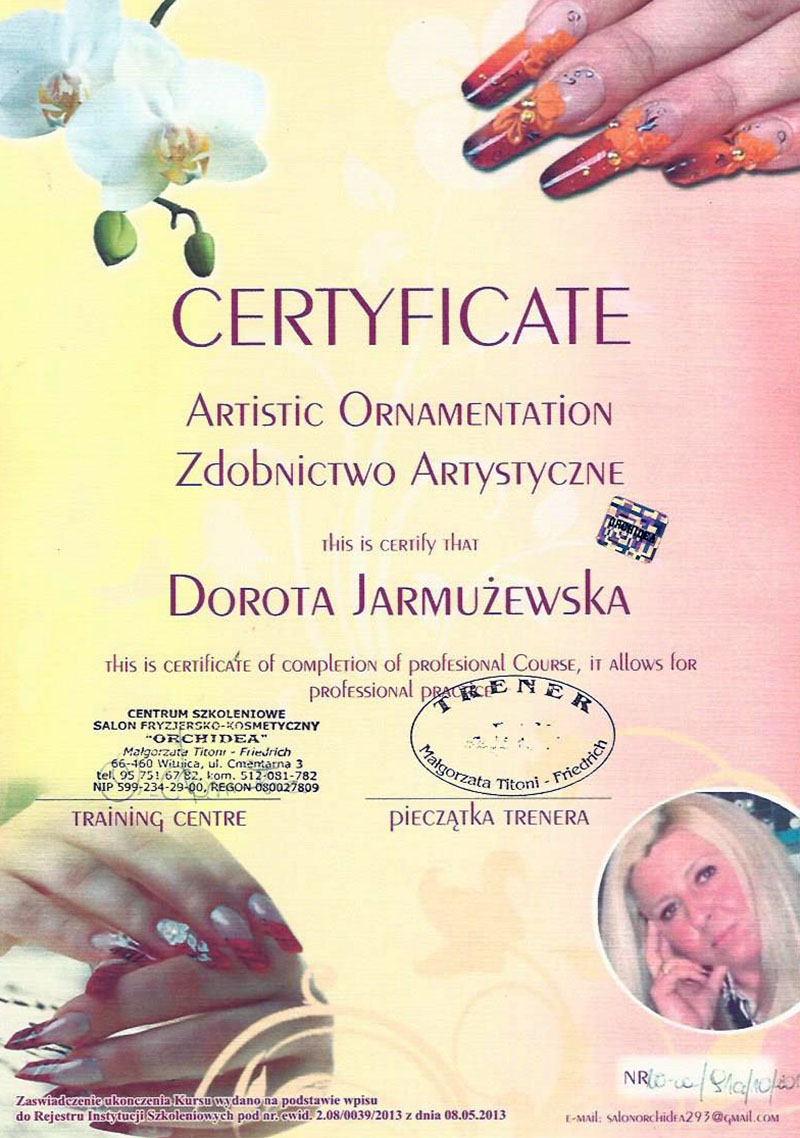 CERTYFICATE
Artistic Ornamentation
Zdobnictwo Artystyczne
ORCHIDEA
this is certify that
Dorota Jarmużewska
this is certificate of completion of profesional Course, it allows for
professional practice
TRENER
CENTRUM SZKOLENIOWE
SALON FRYZJERSKO-KOSMETYCZNY
"ORCHIDEA"
Małgorzata Titoni - Friedrich
66-460 Witnica, ul. Cmentarna 3
tel. 95 751 67 82, kom. 512-081-782
NIP 599-234-29-00, REGON 080027809
Małgorzata Titoni - Friedrich
training centre
pieczątka trenera
NR
Zaswiadczenie ukonczenia Kursu wydano na podstawie wpisu
do Rejestru Instytucji Szkoleniowych pod nr. ewid. 2.08/0039/2013 z dnia 08.05.2013
e-mail: salonorchidea293@gmail.com